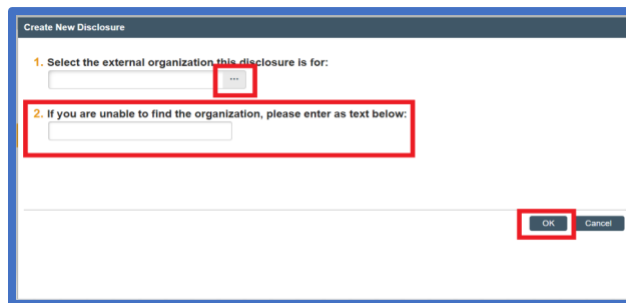 Create New Disclosure
1. Select the external organization this disclosure is for:
...
2. If you are unable to find the organization, please enter as text below:
OK Cancel